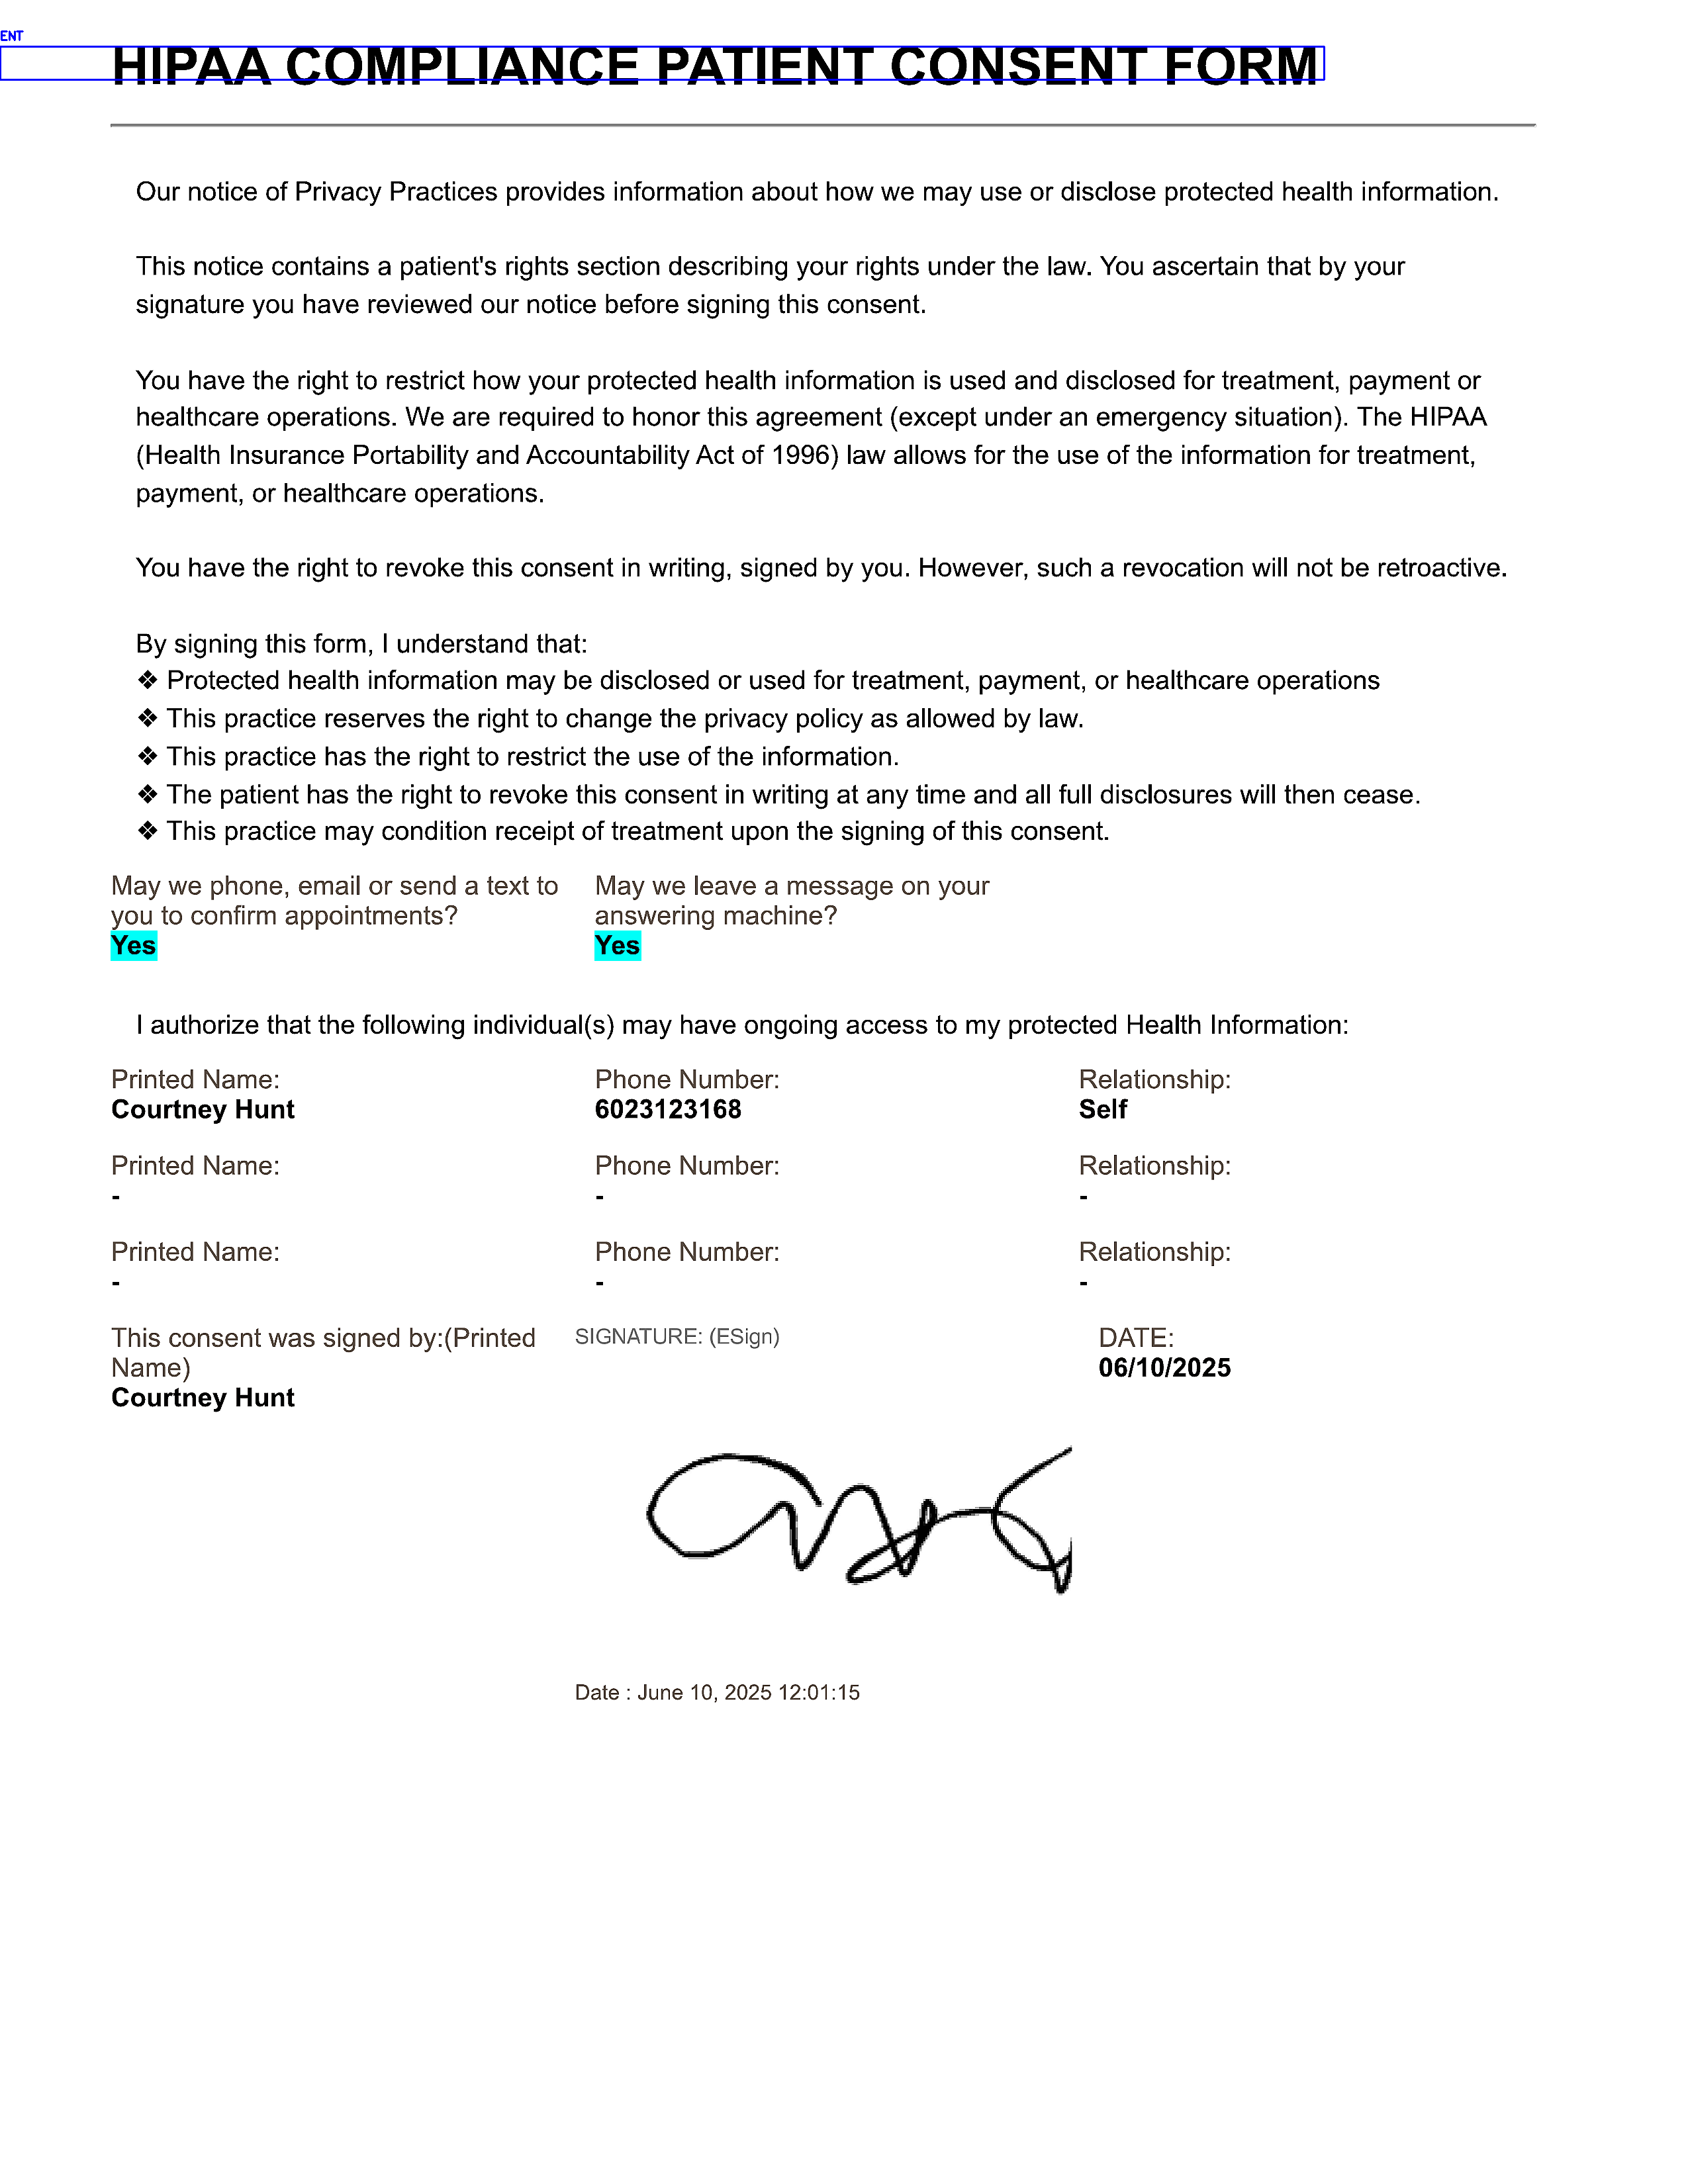 ENT
HIPAA COMPLIANCE PATIENT CONSENT FORM
Our notice of Privacy Practices provides information about how we may use or disclose protected health information.
This notice contains a patient's rights section describing your rights under the law. You ascertain that by your
signature you have reviewed our notice before signing this consent.
You have the right to restrict how your protected health information is used and disclosed for treatment, payment or
healthcare operations. We are required to honor this agreement (except under an emergency situation). The HIPAA
(Health Insurance Portability and Accountability Act of 1996) law allows for the use of the information for treatment,
payment, or healthcare operations.
You have the right to revoke this consent in writing, signed by you. However, such a revocation will not be retroactive.
By signing this form, I understand that:
❖ Protected health information may be disclosed or used for treatment, payment, or healthcare operations
❖ This practice reserves the right to change the privacy policy as allowed by law.
❖ This practice has the right to restrict the use of the information.
❖ The patient has the right to revoke this consent in writing at any time and all full disclosures will then cease.
❖ This practice may condition receipt of treatment upon the signing of this consent.
May we phone, email or send a text to
you to confirm appointments?
Yes
May we leave a message on your
answering machine?
Yes
I authorize that the following individual(s) may have ongoing access to my protected Health Information:
Printed Name: Phone Number: Relationship:
Courtney Hunt 6023123168 Self
Printed Name: Phone Number: Relationship:
- - -
Printed Name: Phone Number: Relationship:
- - -
This consent was signed by:(Printed
Name)
Courtney Hunt
SIGNATURE: (ESign)
DATE:
06/10/2025
Date : June 10, 2025 12:01:15